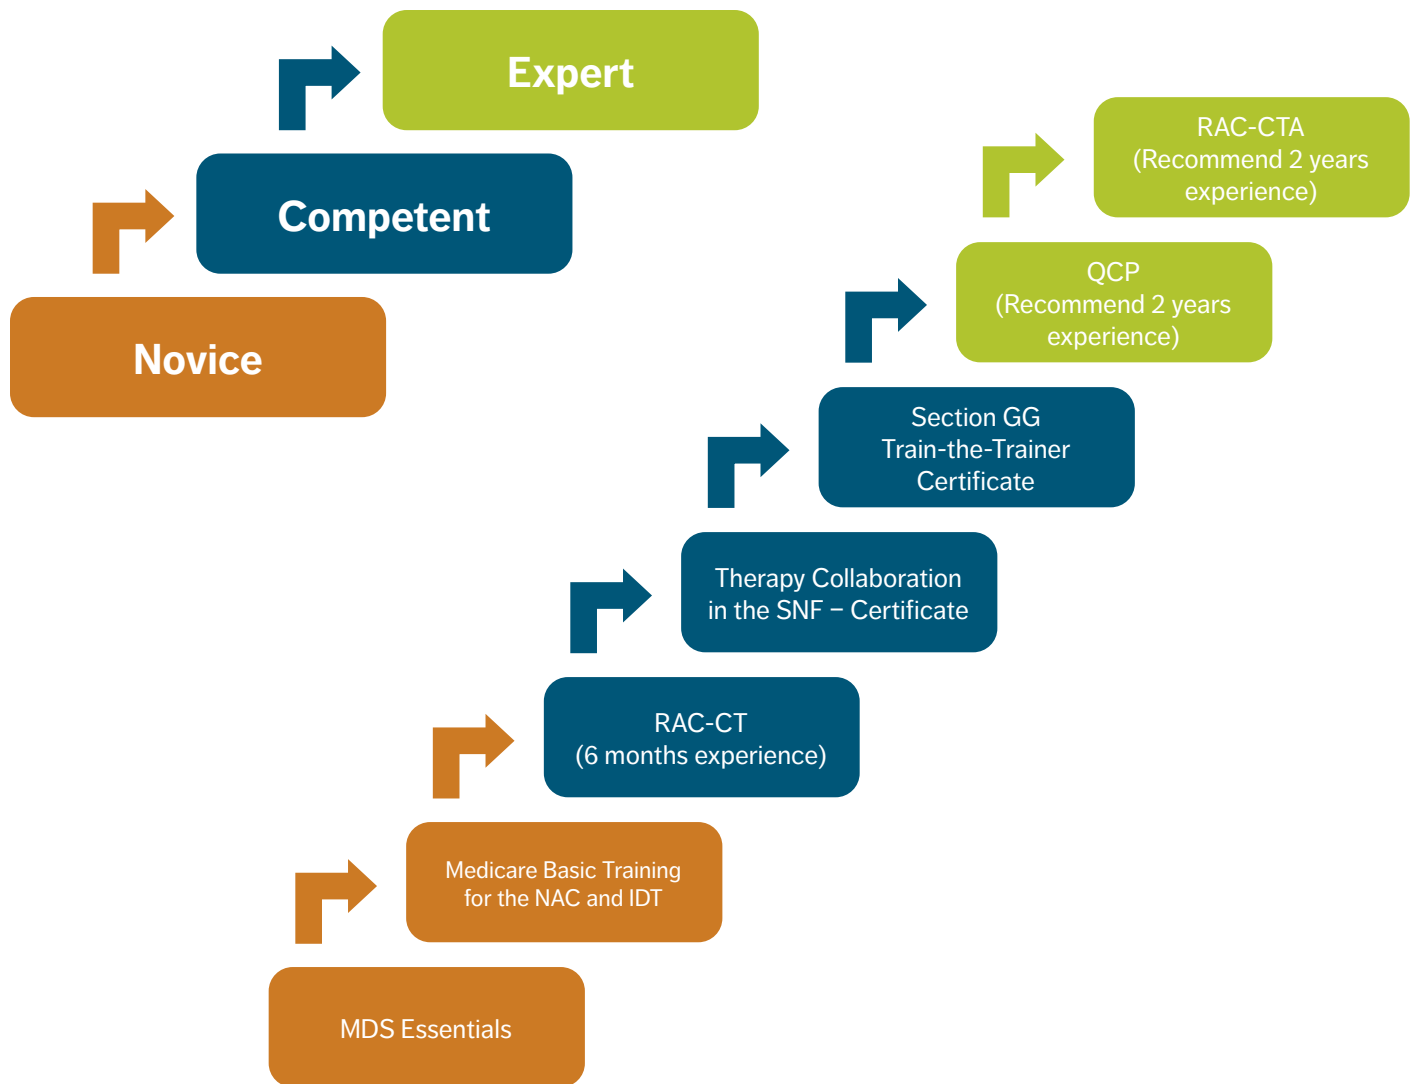 Expert
Competent
Novice
RAC-CTA
(Recommend 2 years
experience)
QCP
(Recommend 2 years
experience)
Section GG
Train-the-Trainer
Certificate
Therapy Collaboration
in the SNF – Certificate
RAC-CT
(6 months experience)
Medicare Basic Training
for the NAC and IDT
MDS Essentials